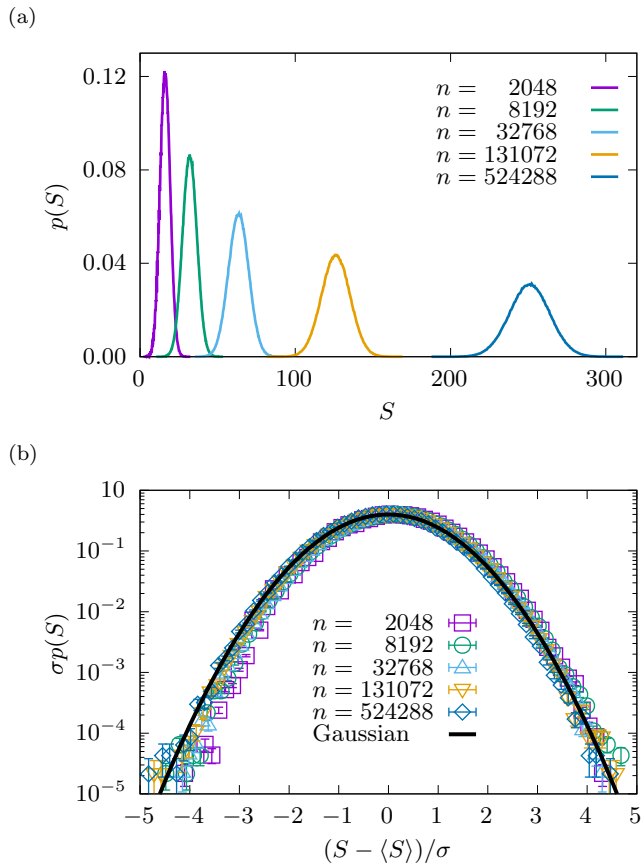 (a)
p(S)
0.12
0.08
0.04
0.00
n = 2048
n = 8192
n = 32768
n = 131072
n = 524288
0 100 200 300
S
(b)
σp(S)
10
10⁻¹
10⁻²
10⁻³
10⁻⁴
10⁻⁵
n = 2048
n = 8192
n = 32768
n = 131072
n = 524288
Gaussian
−5 −4 −3 −2 −1 0 1 2 3 4 5
(S − ⟨S⟩)/σ